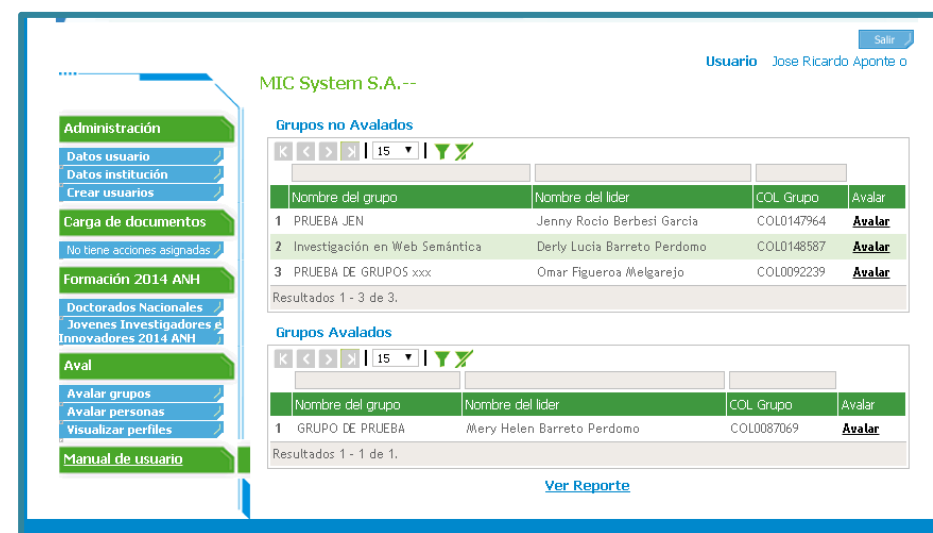 Salir
Usuario Jose Ricardo Aponte o
MIC System S.A.--
Administración
Datos usuario
Datos institución
Crear usuarios
Carga de documentos
No tiene acciones asignadas
Formación 2014 ANH
Doctorados Nacionales
Jovenes Investigadores e
Innovadores 2014 ANH
Aval
Avalar grupos
Avalar personas
Visualizar perfiles
Manual de usuario
Grupos no Avalados
15
Nombre del grupo Nombre del lider COL Grupo Avalar
1 PRUEBA JEN Jenny Rocio Berbesi Garcia COL0147964 Avalar
2 Investigación en Web Semántica Derly Lucia Barreto Perdomo COL0148587 Avalar
3 PRUEBA DE GRUPOS xxx Omar Figueroa Melgarejo COL0092239 Avalar
Resultados 1 - 3 de 3.
Grupos Avalados
15
Nombre del grupo Nombre del lider COL Grupo Avalar
1 GRUPO DE PRUEBA Mery Helen Barreto Perdomo COL0087069 Avalar
Resultados 1 - 1 de 1.
Ver Reporte